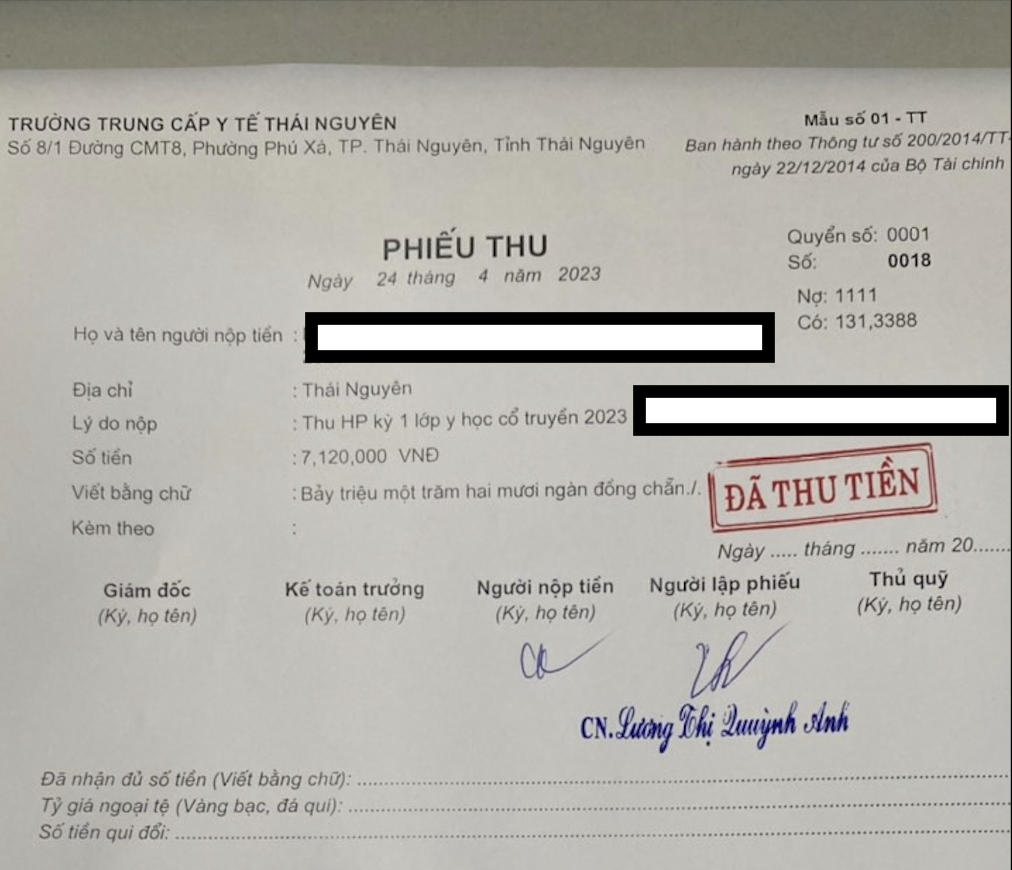 TRƯỜNG TRUNG CẤP Y TẾ THÁI NGUYÊN
Số 8/1 Đường CMT8, Phường Phú Xá, TP. Thái Nguyên, Tỉnh Thái Nguyên
Mẫu số 01 - TT
Ban hành theo Thông tư số 200/2014/TT-
ngày 22/12/2014 của Bộ Tài chính
PHIẾU THU
Ngày 24 tháng 4 năm 2023
Quyển số: 0001
Số: 0018
Nợ: 1111
Có: 131,3388
Họ và tên người nộp tiền :
Địa chỉ : Thái Nguyên
Lý do nộp : Thu HP kỳ 1 lớp y học cổ truyền 2023
Số tiền : 7,120,000 VNĐ
Viết bằng chữ : Bảy triệu một trăm hai mươi ngàn đồng chẵn./.
Kèm theo :
ĐÃ THU TIỀN
Ngày ..... tháng ....... năm 20.......
Giám đốc Kế toán trưởng Người nộp tiền Người lập phiếu Thủ quỹ
(Ký, họ tên) (Ký, họ tên) (Ký, họ tên) (Ký, họ tên) (Ký, họ tên)
CN. Lương Thị Quuỳnh Anh
Đã nhận đủ số tiền (Viết bằng chữ): ..........
Tỷ giá ngoại tệ (Vàng bạc, đá quí): ..........
Số tiền qui đổi: ..........